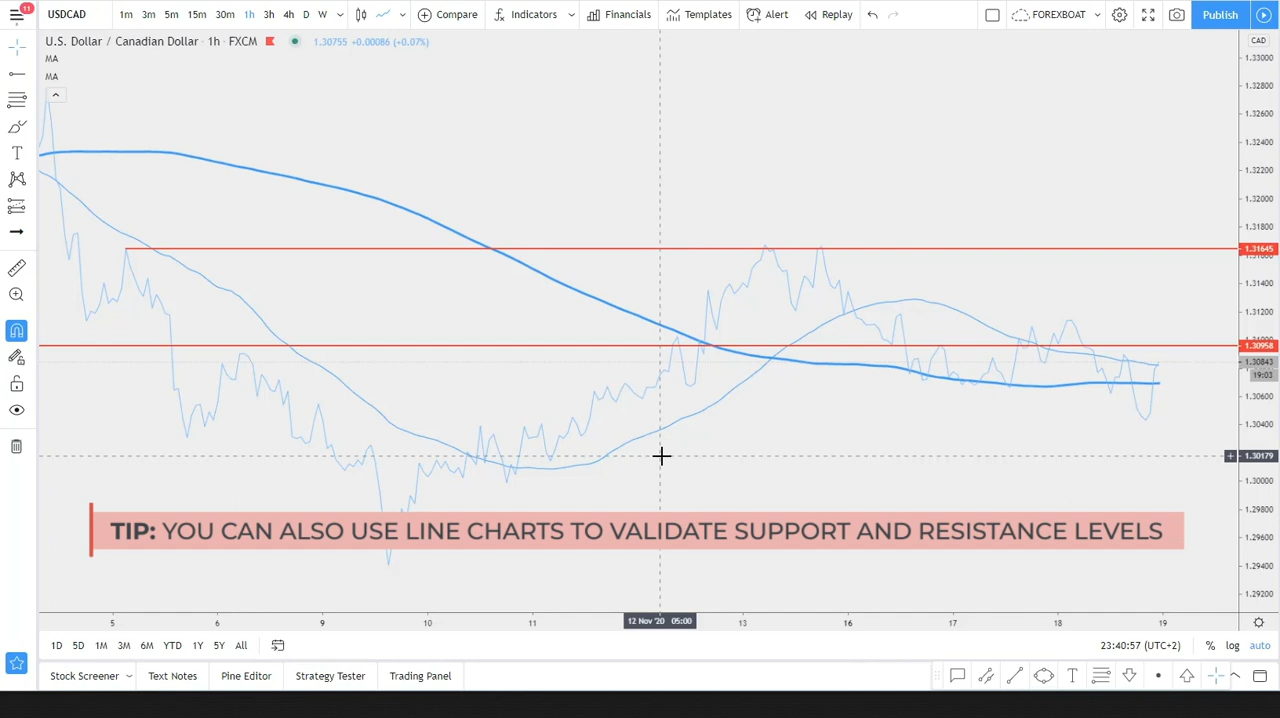 11
USDCAD
1m 3m 5m 15m 30m 1h 3h 4h D W
Compare
Indicators
Financials
Templates
Alert
Replay
FOREXBOAT
Publish
U.S. Dollar / Canadian Dollar · 1h · FXCM
1.30755 +0.00086 (+0.07%)
MA
MA
CAD
1.33000
1.32800
1.32600
1.32400
1.32200
1.32000
1.31800
1.31645
1.31400
1.31200
1.30958
1.30843
19:03
1.30600
1.30400
1.30179
1.30000
1.29800
1.29600
1.29400
1.29200
TIP: YOU CAN ALSO USE LINE CHARTS TO VALIDATE SUPPORT AND RESISTANCE LEVELS
5 6 9 10 11 12 Nov '20 05:00 13 16 17 18 19
1D 5D 1M 3M 6M YTD 1Y 5Y All
23:40:57 (UTC+2)
% log auto
Stock Screener Text Notes Pine Editor Strategy Tester Trading Panel